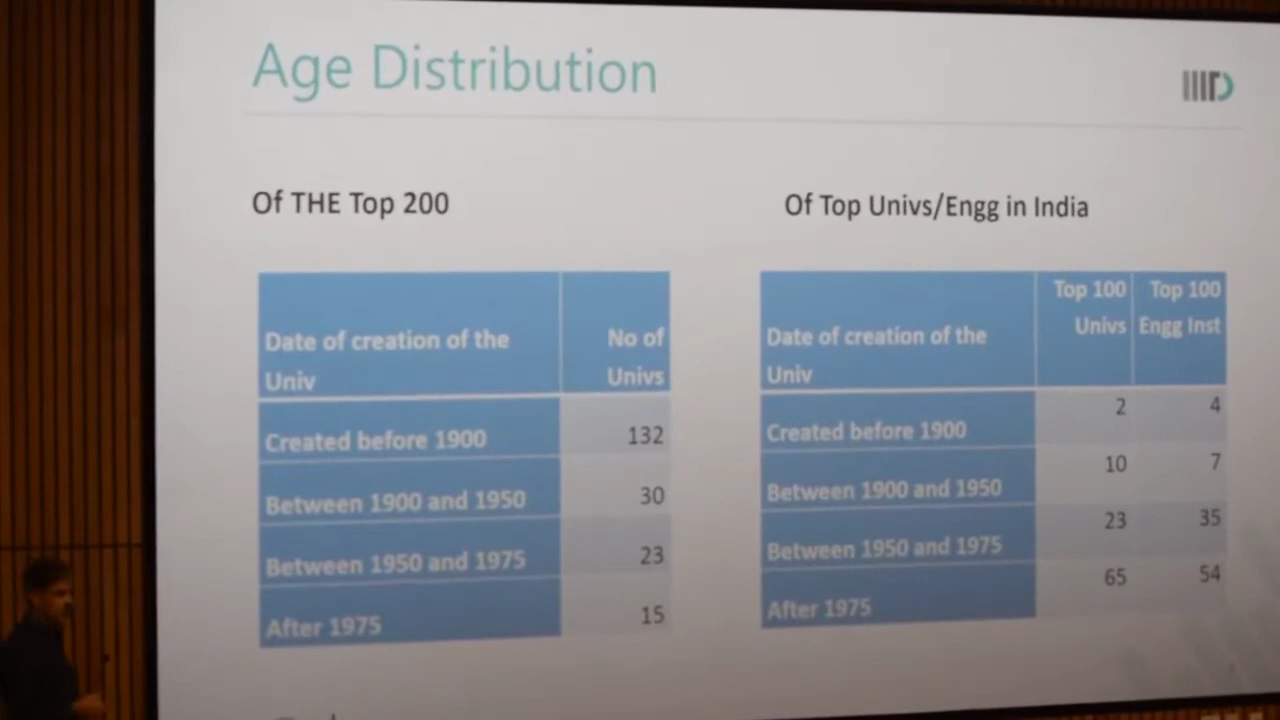 Age Distribution
IIITD
Of THE Top 200
Date of creation of the
Univ
No of
Univs
Created before 1900 132
Between 1900 and 1950 30
Between 1950 and 1975 23
After 1975 15
Of Top Univs/Engg in India
Date of creation of the
Univ
Top 100
Univs
Top 100
Engg Inst
Created before 1900 2 4
Between 1900 and 1950 10 7
Between 1950 and 1975 23 35
After 1975 65 54